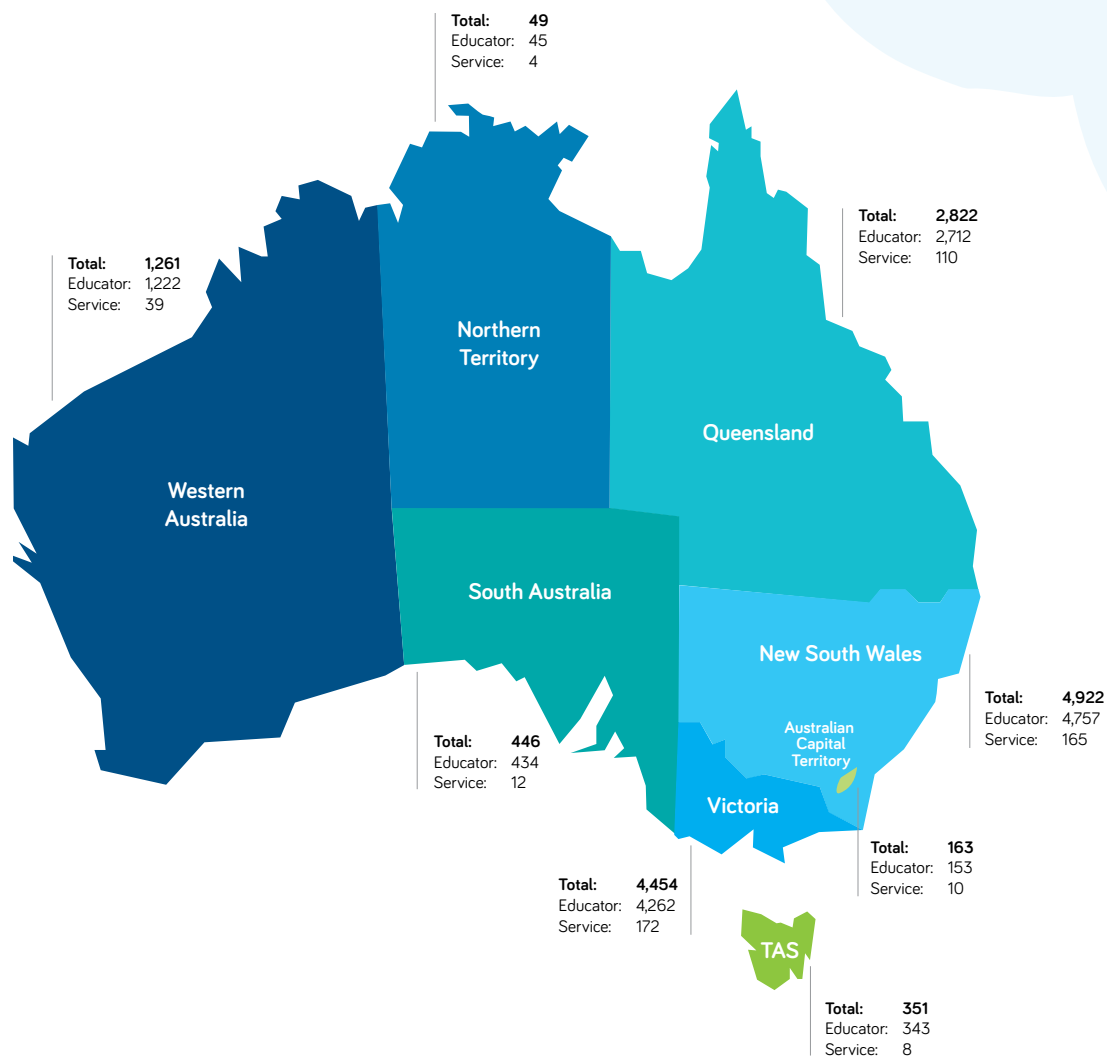 Total: 49
Educator: 45
Service: 4
Total: 2,822
Educator: 2,712
Service: 110
Total: 1,261
Educator: 1,222
Service: 39
Northern
Territory
Queensland
Western
Australia
South Australia
New South Wales
Total: 4,922
Educator: 4,757
Service: 165
Australian
Capital
Territory
Total: 446
Educator: 434
Service: 12
Victoria
Total: 163
Educator: 153
Service: 10
Total: 4,454
Educator: 4,262
Service: 172
TAS
Total: 351
Educator: 343
Service: 8